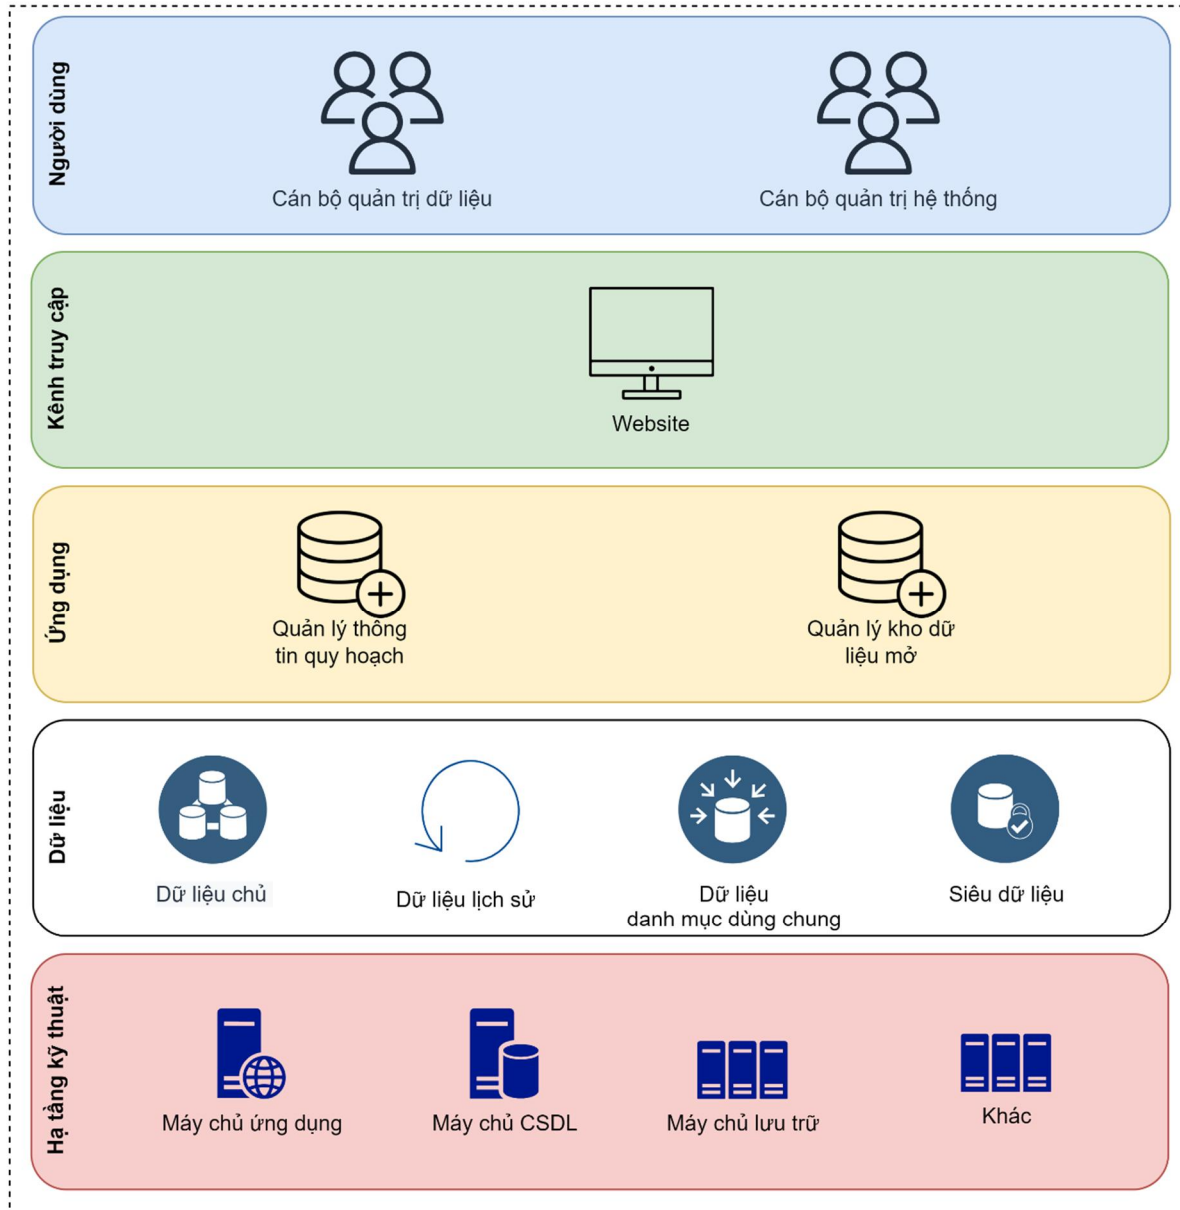 Người dùng
Cán bộ quản trị dữ liệu
Cán bộ quản trị hệ thống
Kênh truy cập
Website
Ứng dụng
Quản lý thông
tin quy hoạch
Quản lý kho dữ
liệu mở
Dữ liệu
Dữ liệu chủ
Dữ liệu lịch sử
Dữ liệu
danh mục dùng chung
Siêu dữ liệu
Hạ tầng kỹ thuật
Máy chủ ứng dụng
Máy chủ CSDL
Máy chủ lưu trữ
Khác